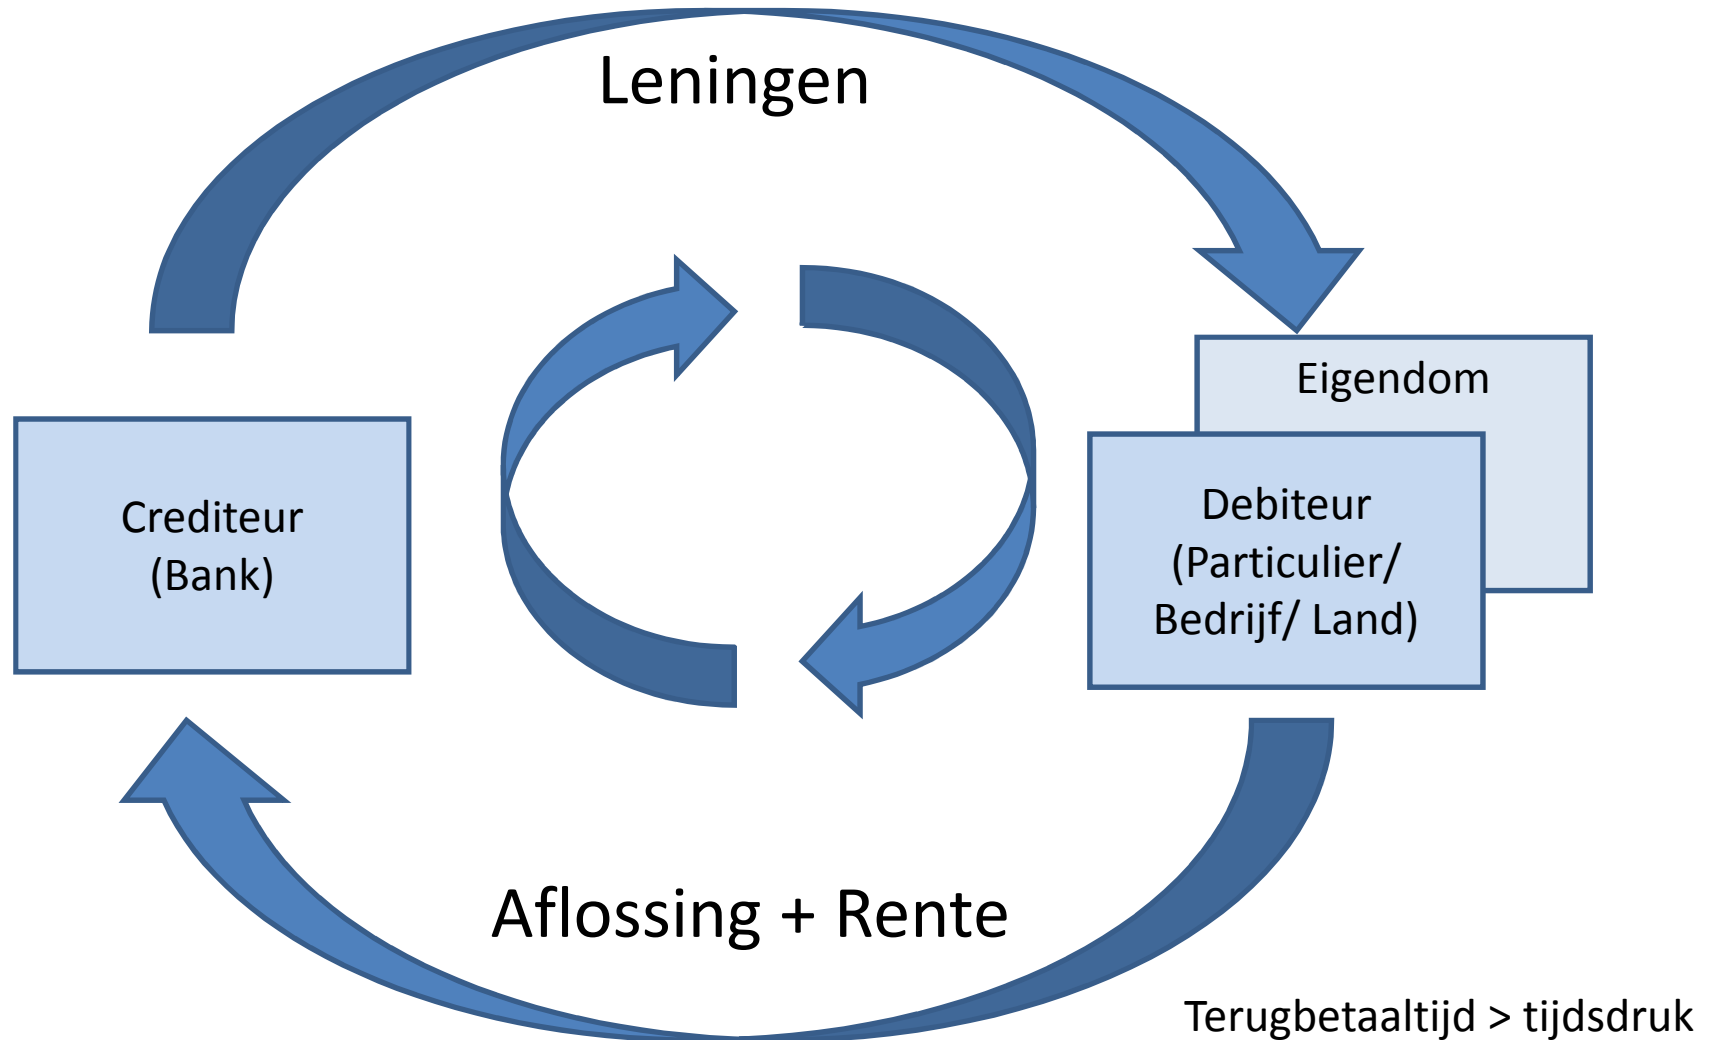 Leningen
Eigendom
Crediteur
(Bank)
Debiteur
(Particulier/
Bedrijf/ Land)
Aflossing + Rente
Terugbetaaltijd > tijdsdruk